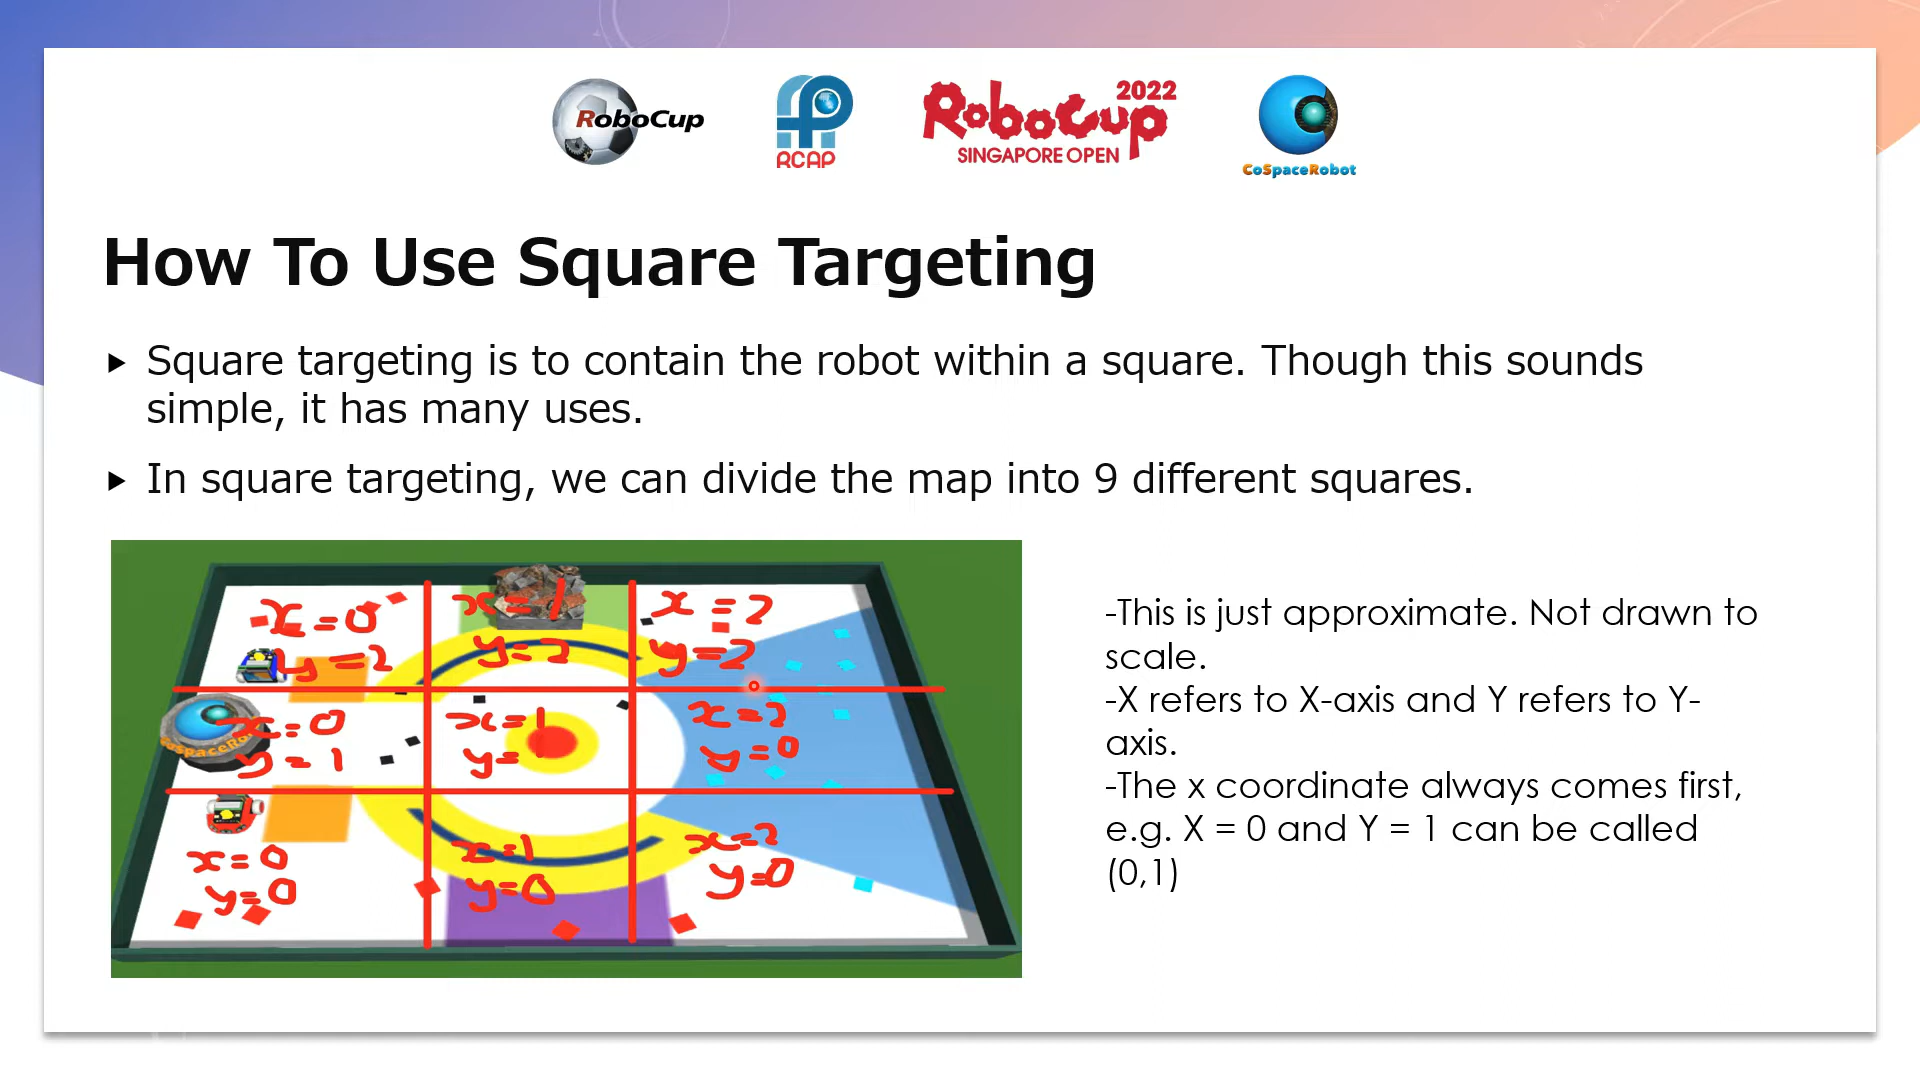 RoboCup
RCAP
RoboCup 2022
SINGAPORE OPEN
CoSpaceRobot
How To Use Square Targeting
Square targeting is to contain the robot within a square. Though this sounds
simple, it has many uses.
In square targeting, we can divide the map into 9 different squares.
x=0
y=2
x=1
y=2
x=2
y=2
x=0
y=1
x=1
y=1
x=2
y=0
x=0
y=0
x=1
y=0
x=2
y=0
-This is just approximate. Not drawn to
scale.
-X refers to X-axis and Y refers to Y-
axis.
-The x coordinate always comes first,
e.g. X = 0 and Y = 1 can be called
(0,1)